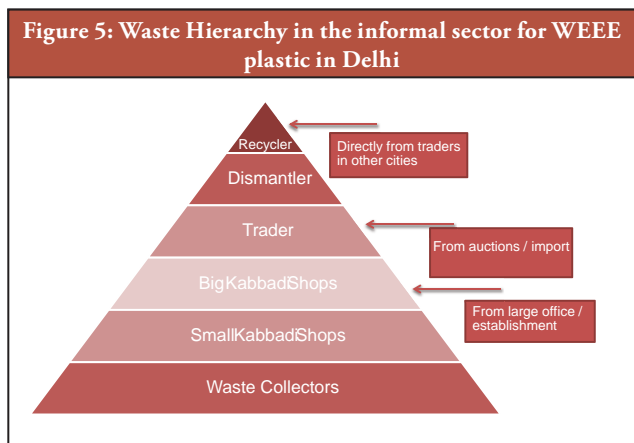 Figure 5: Waste Hierarchy in the informal sector for WEEE
plastic in Delhi
Recycler
Directly from traders
in other cities
Dismantler
Trader
From auctions / import
BigKabbadiShops
From large office /
establishment
SmallKabbadiShops
Waste Collectors